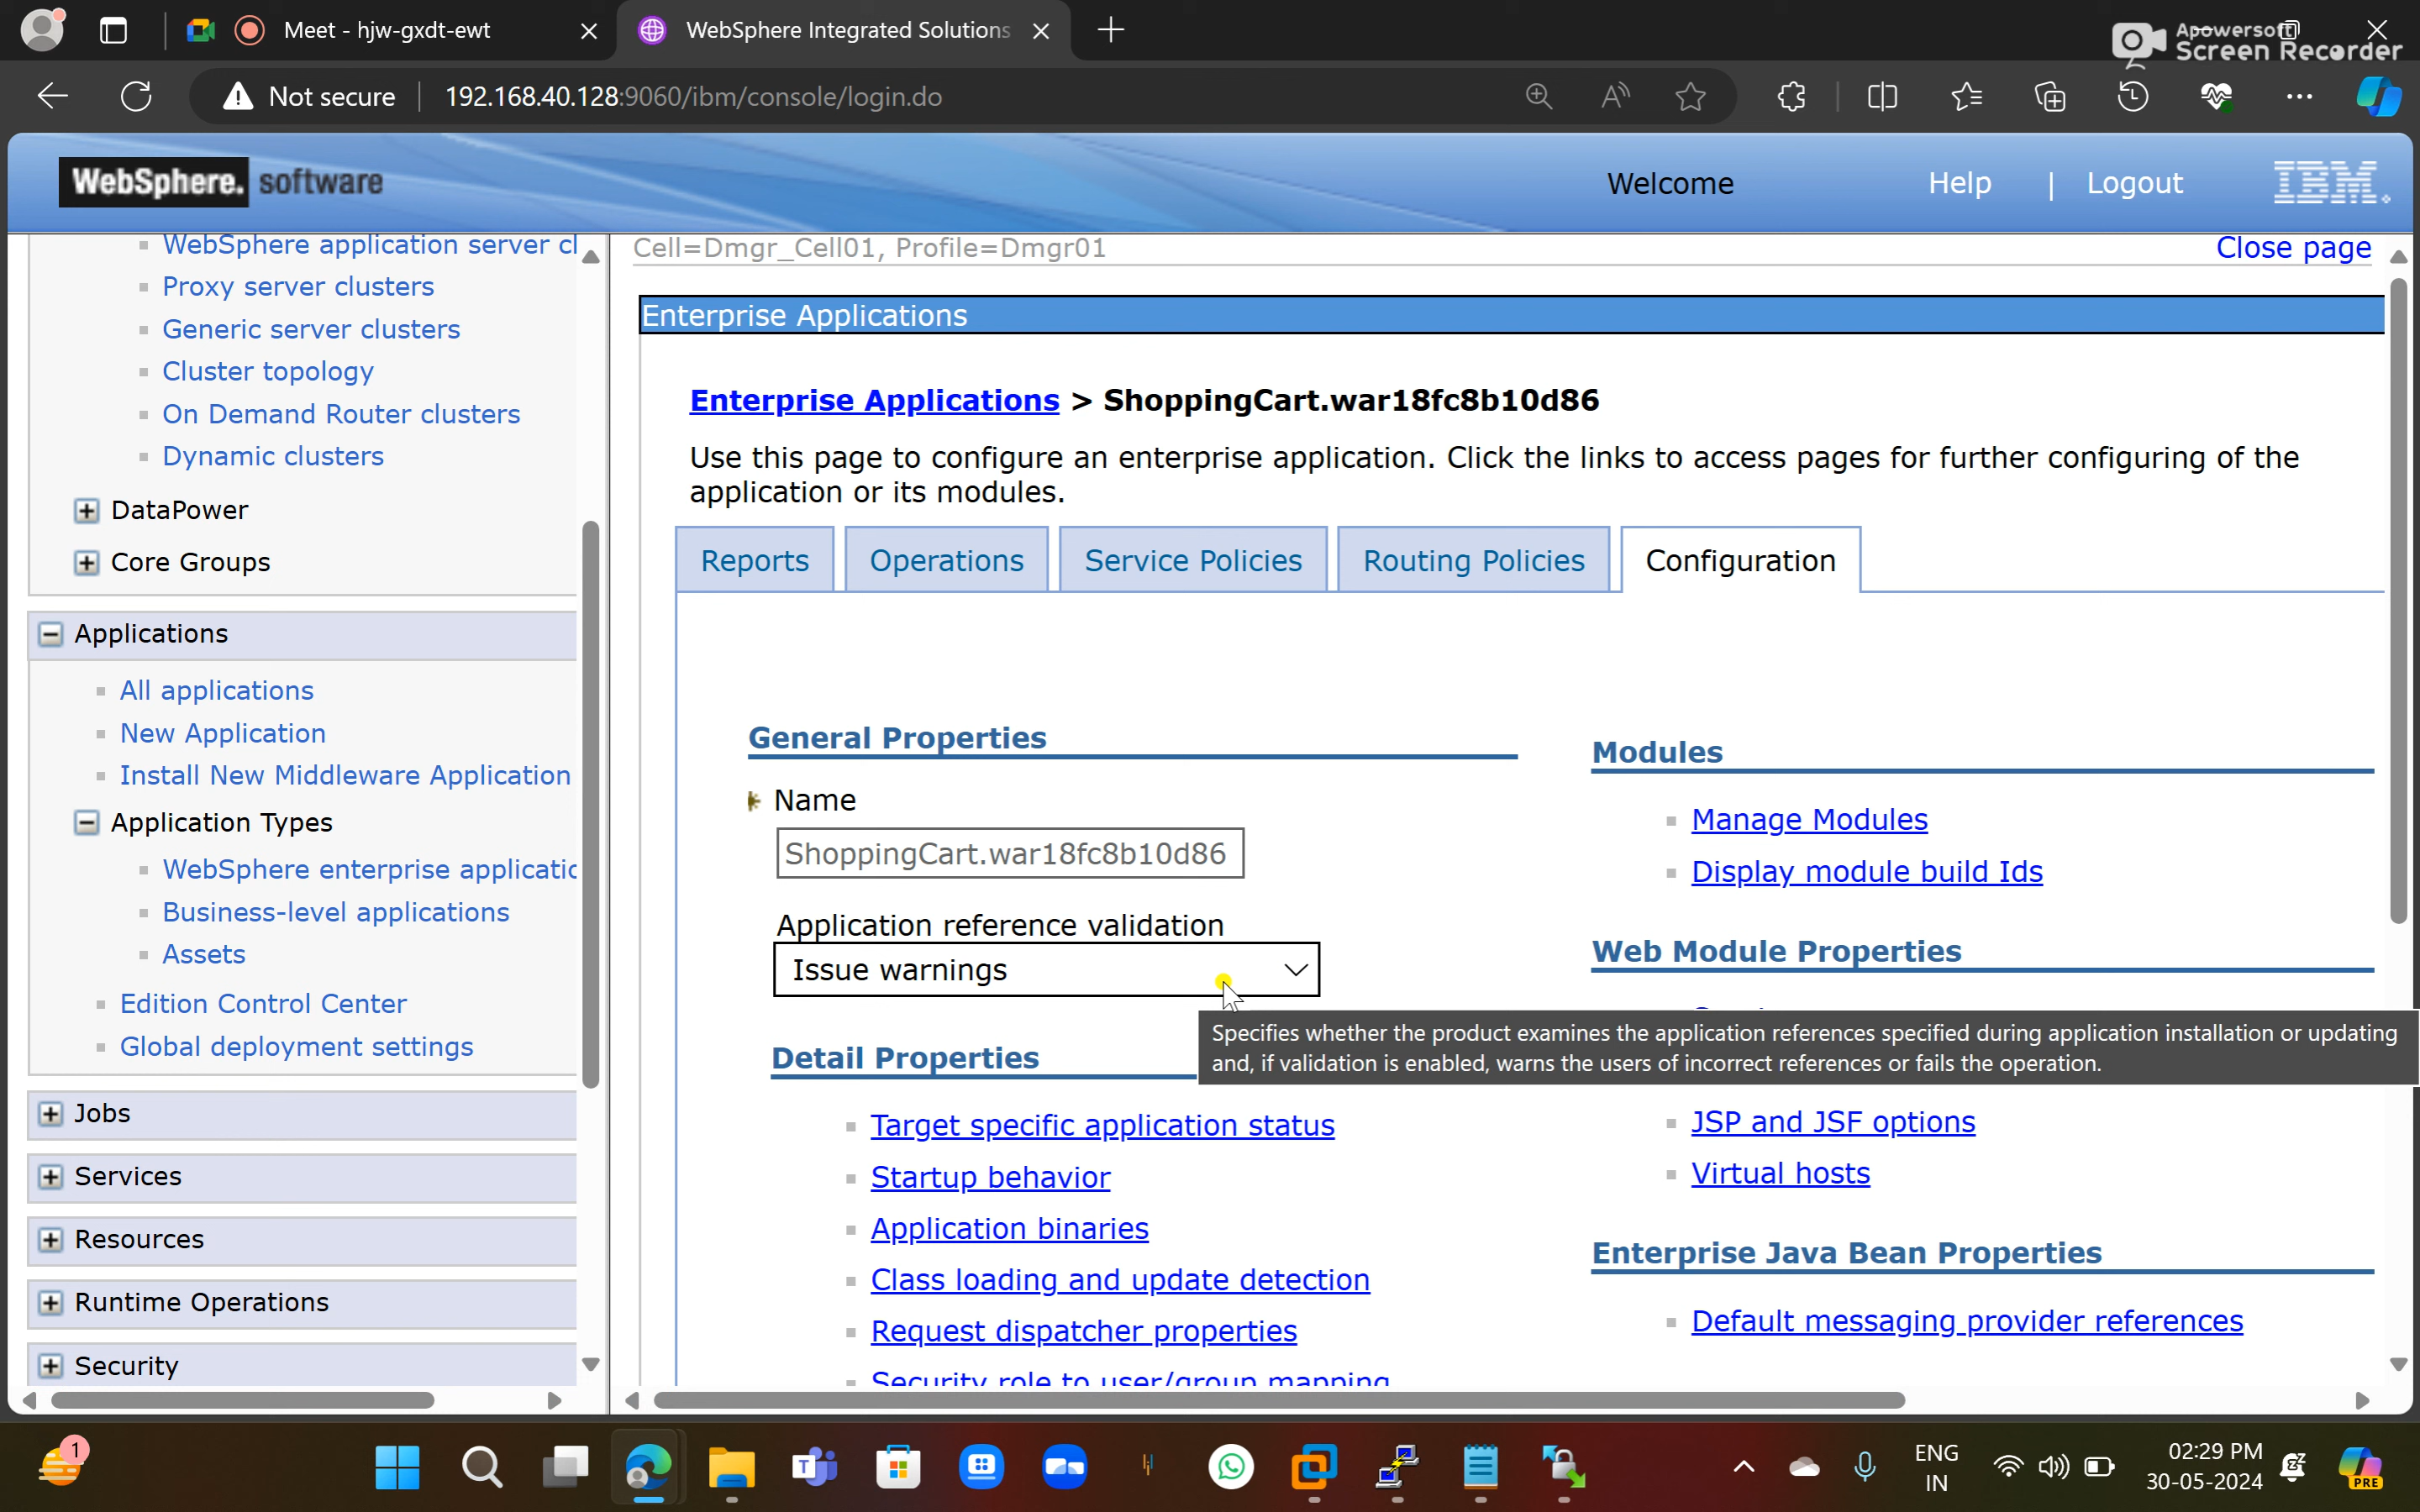 Meet - hjw-gxdt-ewt
WebSphere Integrated Solutions
Apowersoft
Screen Recorder
Not secure
192.168.40.128:9060/ibm/console/login.do
WebSphere. software
Welcome
Help | Logout
IBM.
WebSphere application server cl
Proxy server clusters
Generic server clusters
Cluster topology
On Demand Router clusters
Dynamic clusters
DataPower
Core Groups
Applications
All applications
New Application
Install New Middleware Application
Application Types
WebSphere enterprise applicatic
Business-level applications
Assets
Edition Control Center
Global deployment settings
Jobs
Services
Resources
Runtime Operations
Security
Cell=Dmgr_Cell01, Profile=Dmgr01
Close page
Enterprise Applications
Enterprise Applications > ShoppingCart.war18fc8b10d86
Use this page to configure an enterprise application. Click the links to access pages for further configuring of the
application or its modules.
Reports
Operations
Service Policies
Routing Policies
Configuration
General Properties
Name
ShoppingCart.war18fc8b10d86
Application reference validation
Issue warnings
Detail Properties
Target specific application status
Startup behavior
Application binaries
Class loading and update detection
Request dispatcher properties
Security role to user/group mapping
Modules
Manage Modules
Display module build Ids
Web Module Properties
Specifies whether the product examines the application references specified during application installation or updating
and, if validation is enabled, warns the users of incorrect references or fails the operation.
JSP and JSF options
Virtual hosts
Enterprise Java Bean Properties
Default messaging provider references
1
ENG
IN
02:29 PM
30-05-2024
PRE